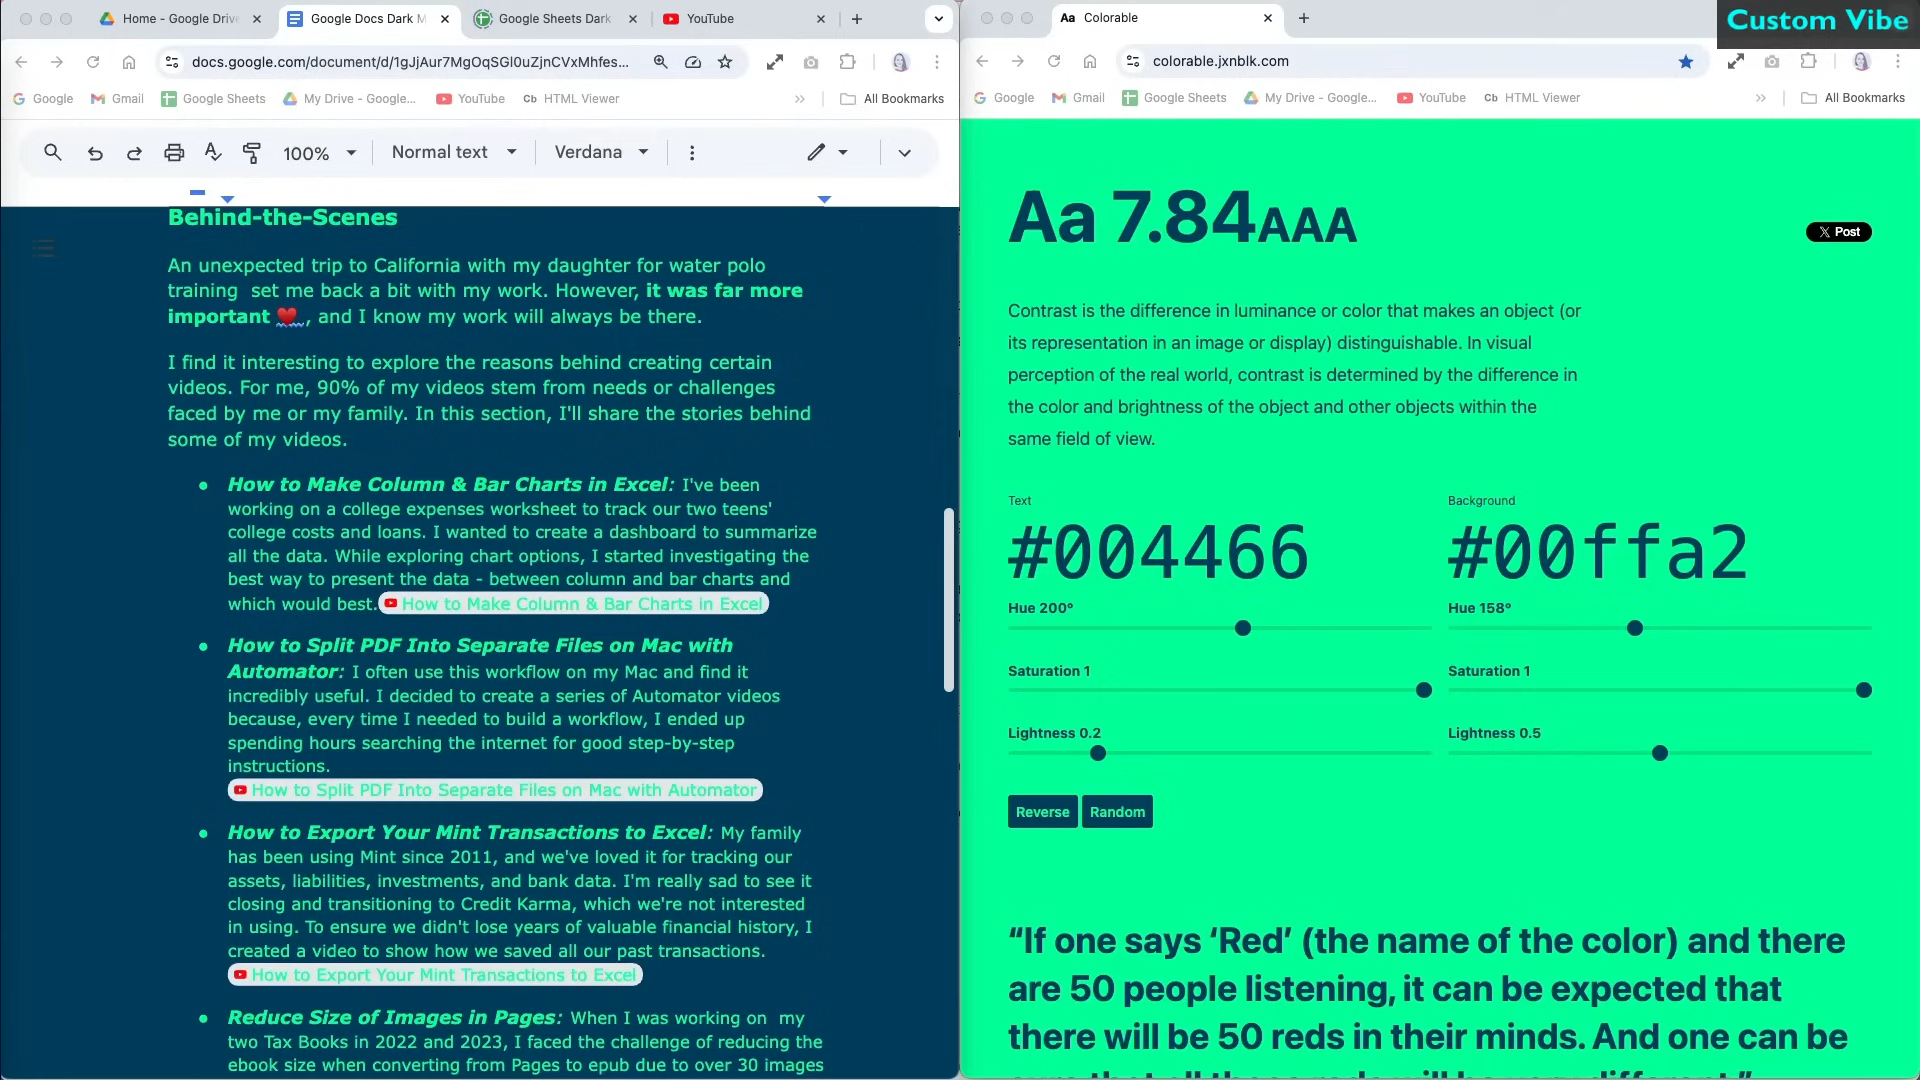 Home - Google Drive
Google Docs Dark M
Google Sheets Dark
YouTube
docs.google.com/document/d/1gJjAur7MgOqSGl0uZjnCVxMhfes...
Google
Gmail
Google Sheets
My Drive - Google...
YouTube
Cb HTML Viewer
All Bookmarks
100%
Normal text
Verdana
Behind-the-Scenes
An unexpected trip to California with my daughter for water polo
training set me back a bit with my work. However, it was far more
important ❤️, and I know my work will always be there.
I find it interesting to explore the reasons behind creating certain
videos. For me, 90% of my videos stem from needs or challenges
faced by me or my family. In this section, I'll share the stories behind
some of my videos.
● How to Make Column & Bar Charts in Excel: I've been
working on a college expenses worksheet to track our two teens'
college costs and loans. I wanted to create a dashboard to summarize
all the data. While exploring chart options, I started investigating the
best way to present the data - between column and bar charts and
which would best. How to Make Column & Bar Charts in Excel
● How to Split PDF Into Separate Files on Mac with
Automator: I often use this workflow on my Mac and find it
incredibly useful. I decided to create a series of Automator videos
because, every time I needed to build a workflow, I ended up
spending hours searching the internet for good step-by-step
instructions.
How to Split PDF Into Separate Files on Mac with Automator
● How to Export Your Mint Transactions to Excel: My family
has been using Mint since 2011, and we've loved it for tracking our
assets, liabilities, investments, and bank data. I'm really sad to see it
closing and transitioning to Credit Karma, which we're not interested
in using. To ensure we didn't lose years of valuable financial history, I
created a video to show how we saved all our past transactions.
How to Export Your Mint Transactions to Excel
● Reduce Size of Images in Pages: When I was working on my
two Tax Books in 2022 and 2023, I faced the challenge of reducing the
ebook size when converting from Pages to epub due to over 30 images
Aa Colorable
Custom Vibe
colorable.jxnblk.com
Google
Gmail
Google Sheets
My Drive - Google...
YouTube
Cb HTML Viewer
All Bookmarks
Aa 7.84AAA
X Post
Contrast is the difference in luminance or color that makes an object (or
its representation in an image or display) distinguishable. In visual
perception of the real world, contrast is determined by the difference in
the color and brightness of the object and other objects within the
same field of view.
Text
#004466
Hue 200°
Saturation 1
Lightness 0.2
Background
#00ffa2
Hue 158°
Saturation 1
Lightness 0.5
Reverse
Random
“If one says ‘Red’ (the name of the color) and there
are 50 people listening, it can be expected that
there will be 50 reds in their minds. And one can be
sure that all these reds will be very different.”